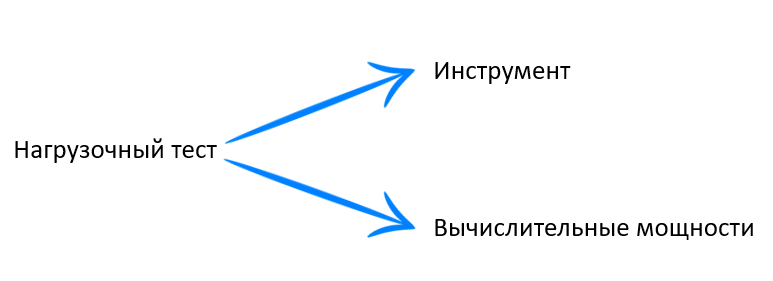 Инструмент
Нагрузочный тест
Вычислительные мощности